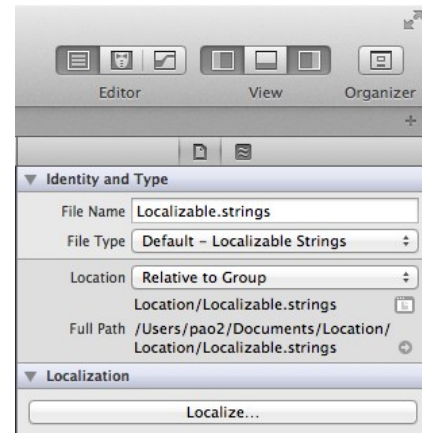 Editor View Organizer
Identity and Type
File Name Localizable.strings
File Type Default - Localizable Strings
Location Relative to Group
Location/Localizable.strings
Full Path /Users/pao2/Documents/Location/
Location/Localizable.strings
Localization
Localize...